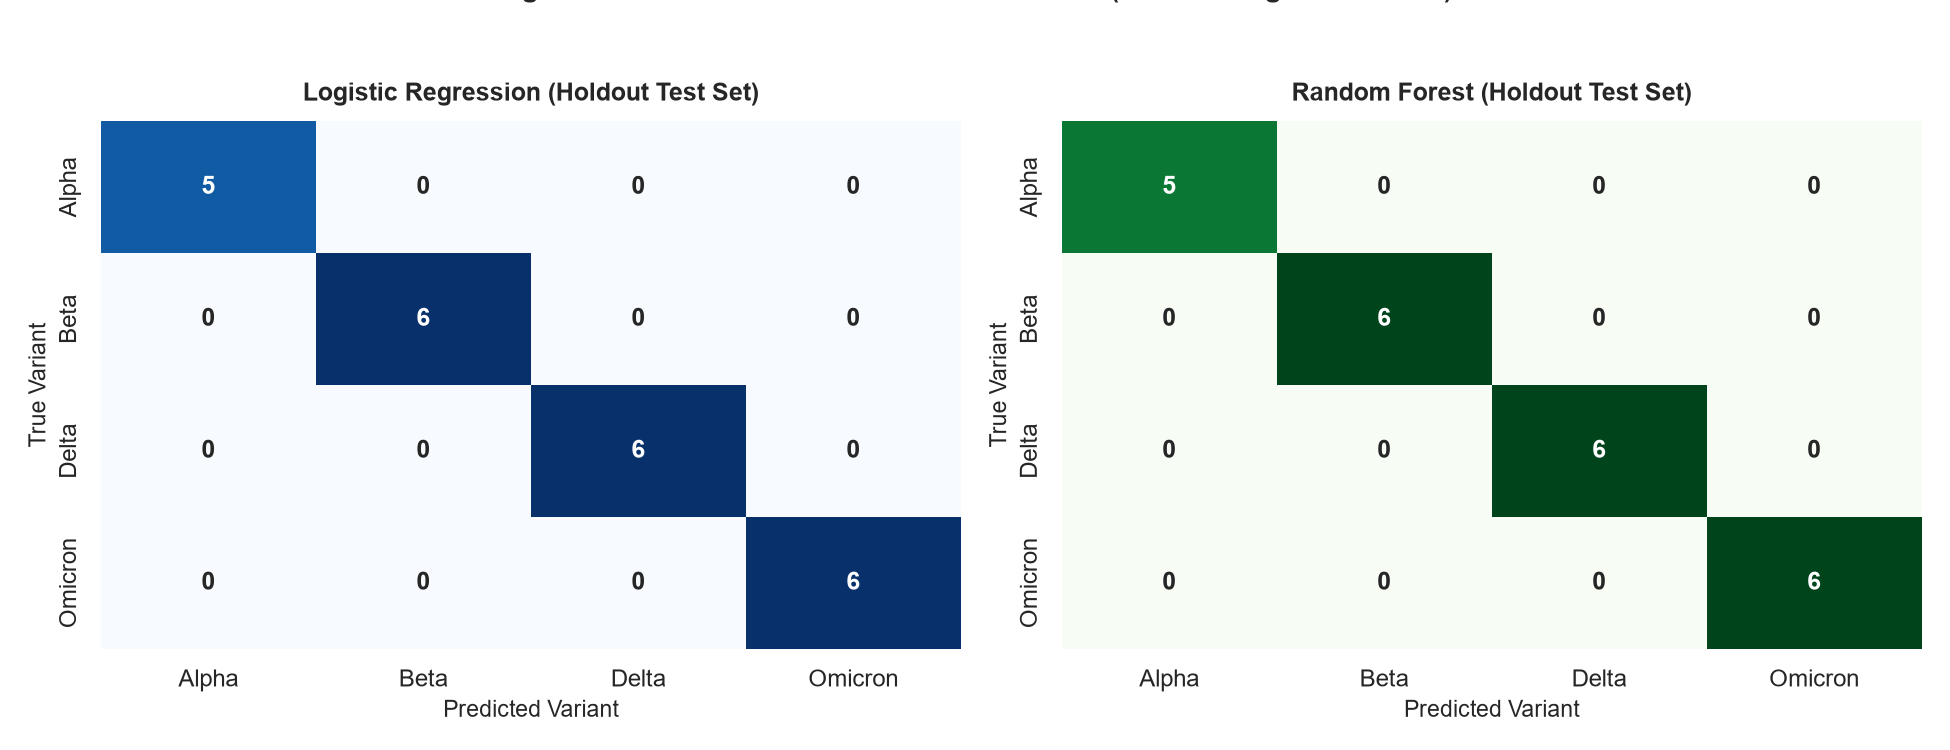 Logistic Regression (Holdout Test Set)
Alpha 5 0 0 0
Beta 0 6 0 0
Delta 0 0 6 0
Omicron 0 0 0 6
True Variant
Alpha Beta Delta Omicron
Predicted Variant
Random Forest (Holdout Test Set)
Alpha 5 0 0 0
Beta 0 6 0 0
Delta 0 0 6 0
Omicron 0 0 0 6
True Variant
Alpha Beta Delta Omicron
Predicted Variant